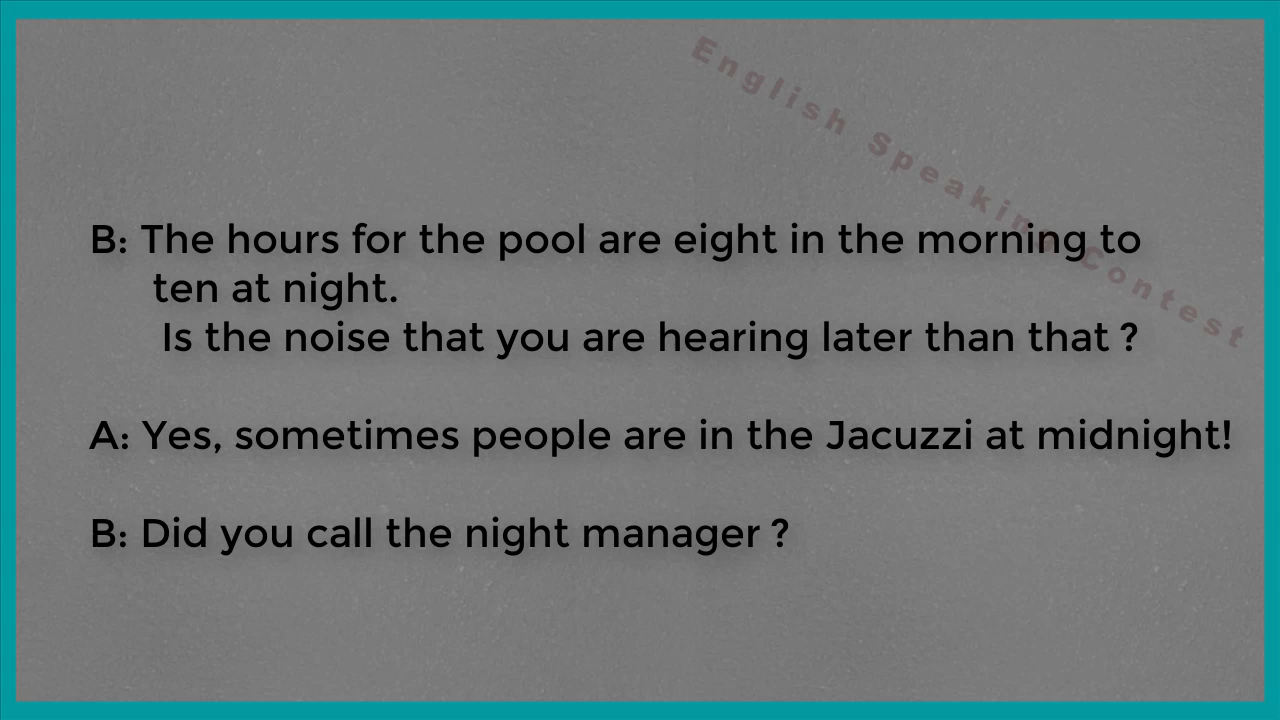 English Speaking Contest
B: The hours for the pool are eight in the morning to
ten at night.
Is the noise that you are hearing later than that ?
A: Yes, sometimes people are in the Jacuzzi at midnight!
B: Did you call the night manager ?